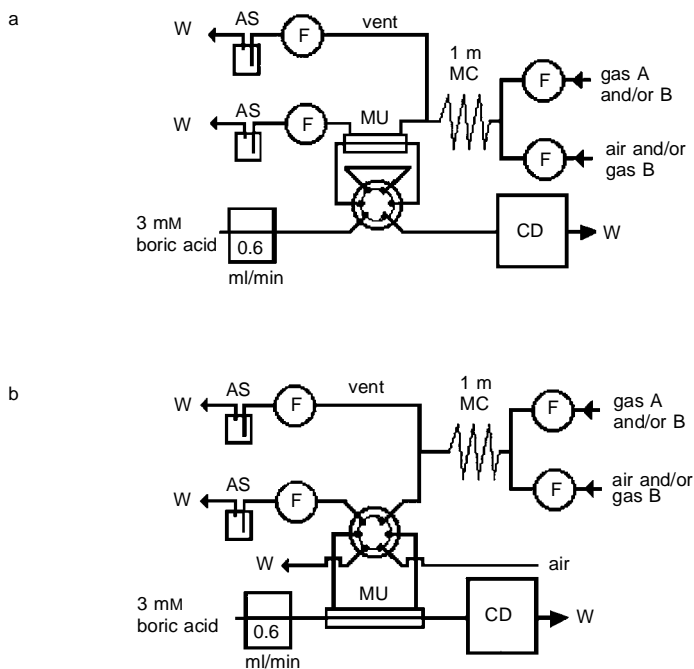 a
W
AS
F
vent
1 m
MC
F
gas A
and/or B
W
AS
F
MU
F
air and/or
gas B
3 mM
boric acid
0.6
ml/min
CD
W
b
W
AS
F
vent
1 m
MC
F
gas A
and/or B
W
AS
F
F
air and/or
gas B
W
air
MU
3 mM
boric acid
0.6
ml/min
CD
W